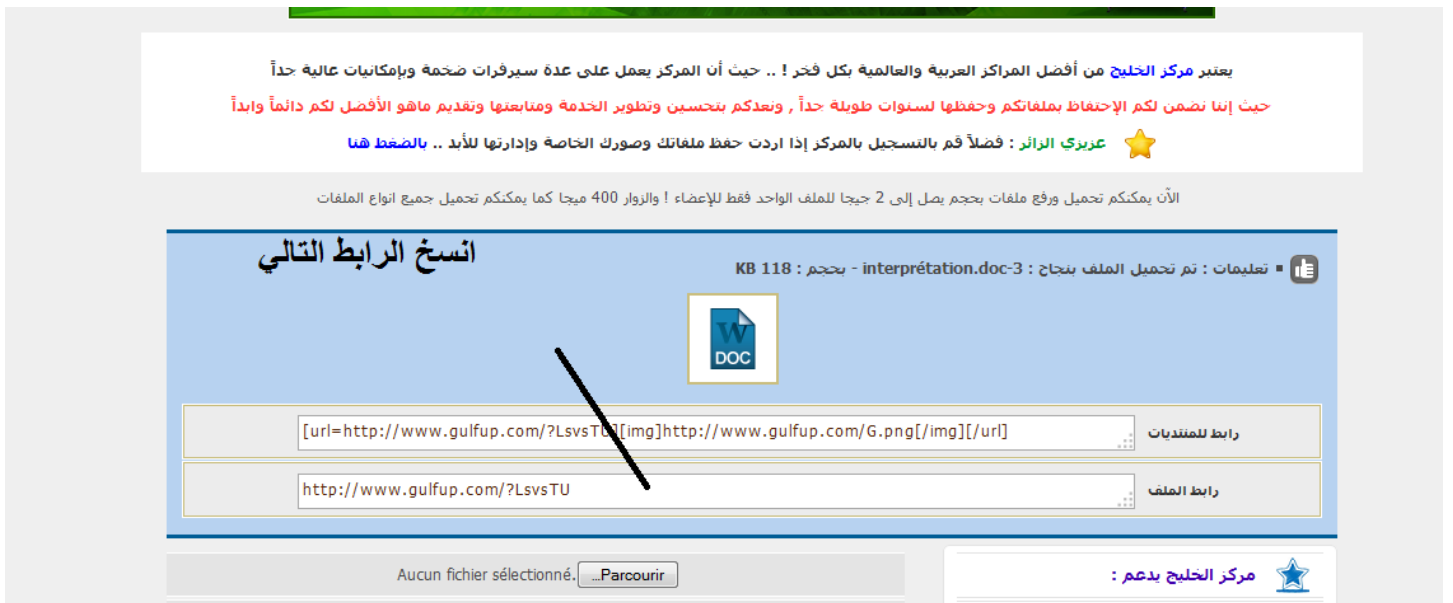 يعتبر مركز الخليج من أفضل المراكز العربية والعالمية بكل فخر ! .. حيث أن المركز يعمل على عدة سيرفرات ضخمة وبإمكانيات عالية جداً
حيث إننا نضمن لكم الإحتفاظ بملفاتكم وحفظها لسنوات طويلة جداً , ونعدكم بتحسين وتطوير الخدمة ومتابعتها وتقديم ماهو الأفضل لكم دائماً وابداً
عزيزي الزائر : فضلاً قم بالتسجيل بالمركز إذا اردت حفظ ملفاتك وصورك الخاصة وإدارتها للأبد .. بالضغط هنا
الآن يمكنكم تحميل ورفع ملفات بحجم يصل إلى 2 جيجا للملف الواحد فقط للإعضاء ! والزوار 400 ميجا كما يمكنكم تحميل جميع انواع الملفات
انسخ الرابط التالي
تعليمات : تم تحميل الملف بنجاح : 3-interprétation.doc - بحجم : 118 KB
W
DOC
رابط للمنتديات
[url=http://www.gulfup.com/?LsvsTU][img]http://www.gulfup.com/G.png[/img][/url]
رابط الملف
http://www.gulfup.com/?LsvsTU
مركز الخليج يدعم :
Parcourir... Aucun fichier sélectionné.